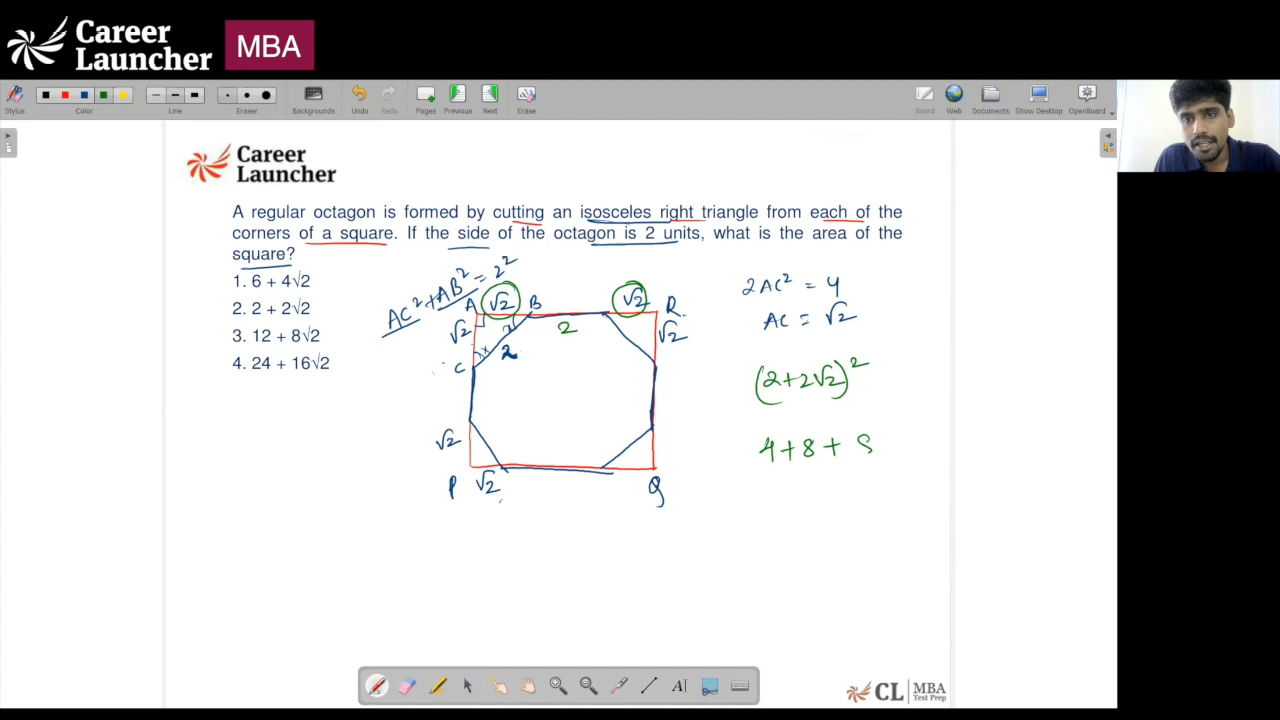 Career
Launcher
MBA
Stylus
Color
Line
Eraser
Backgrounds
Undo
Redo
Pages
Previous
Next
Erase
Board
Web
Documents
Show Desktop
OpenBoard
Career
Launcher
A regular octagon is formed by cutting an isosceles right triangle from each of the
corners of a square. If the side of the octagon is 2 units, what is the area of the
square?
1. 6 + 4√2
2. 2 + 2√2
3. 12 + 8√2
4. 24 + 16√2
AC² + AB² = 2²
A √2 B √2 R
√2 x 2 √2
x
2
C
√2
P √2 Q
2AC² = 4
AC = √2
(2+2√2)²
4+8+ 8
CL MBA
Test Prep